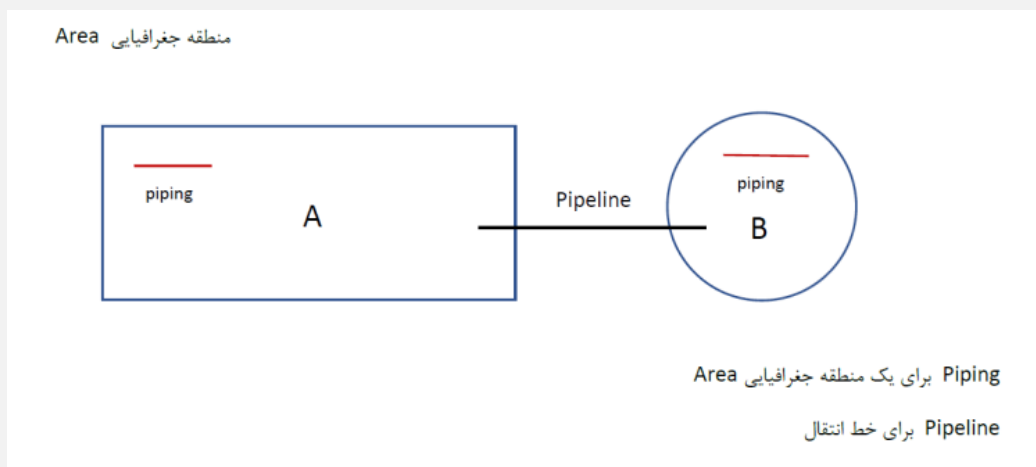 منطقه جغرافیایی Area
piping
A
Pipeline
piping
B
Piping برای یک منطقه جغرافیایی Area
Pipeline برای خط انتقال